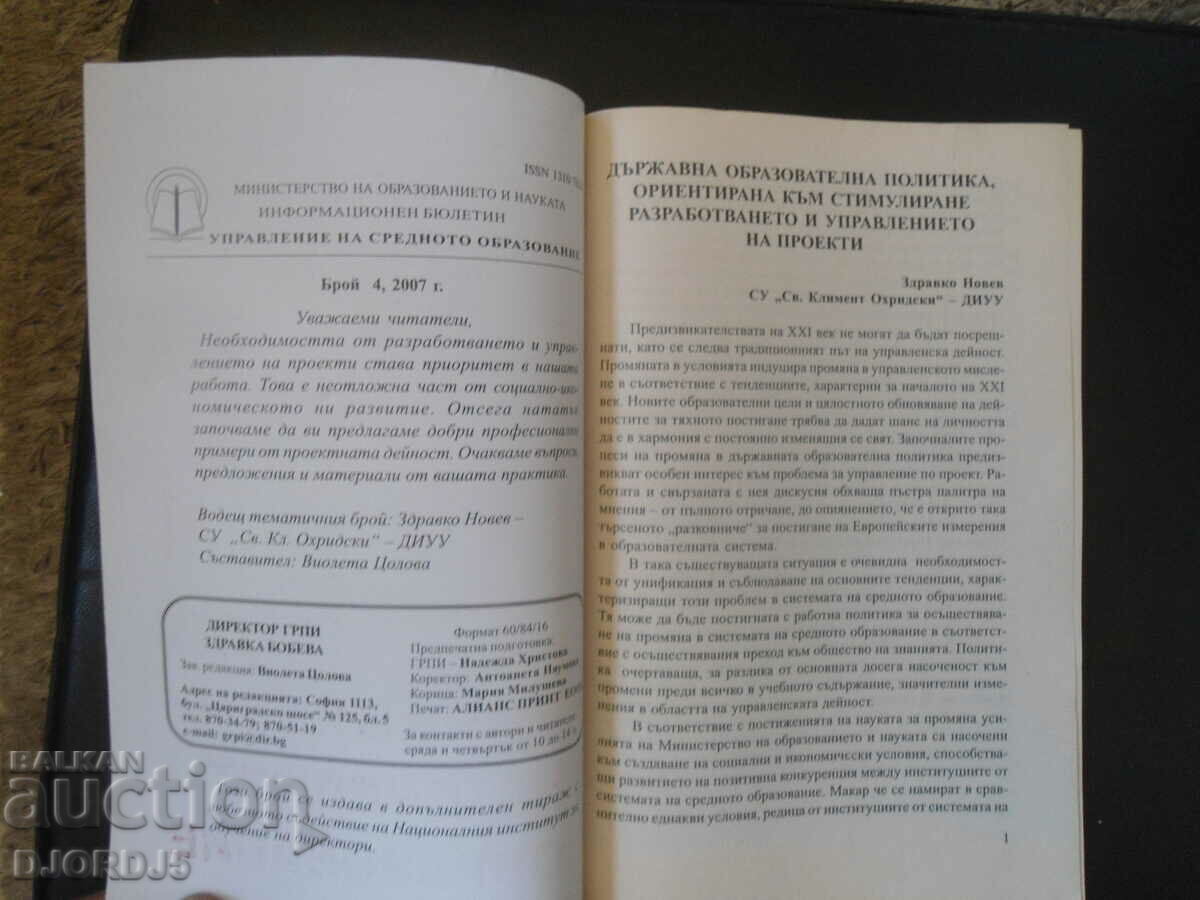 ISSN 1310
МИНИСТЕРСТВО НА ОБРАЗОВАНИЕТО И НАУКАТА
ИНФОРМАЦИОНЕН БЮЛЕТИН
УПРАВЛЕНИЕ НА СРЕДНОТО ОБРАЗОВАНИЕ
Брой 4, 2007 г.
Уважаеми читатели,
Необходимостта от разработването и управ-
лението на проекти става приоритет в нашата
работа. Това е неотложна част от социално-ико-
номическото ни развитие. Отсега нататък
започваме да ви предлагаме добри професионални
примери от проектната дейност. Очакваме въпроси,
предложения и материали от вашата практика.
Водещ тематичния брой: Здравко Новев –
СУ „Св. Кл. Охридски“ – ДИУУ
Съставител: Виолета Цолова
ДИРЕКТОР ГРПИ
ЗДРАВКА БОБЕВА
Зав. редакция: Виолета Цолова
Адрес на редакцията: София 1113,
бул. „Цариградско шосе“ № 125, бл. 5
тел. 870-34-79; 870-51-19
e-mail: grpi@dir.bg
Формат 60/84/16
Предпечатна подготовка:
ГРПИ – Надежда Христова
Коректор: Антоанета Наумова
Корица: Мария Милушева
Печат: АЛИАНС ПРИНТ ЕООД
За контакти с автори и читатели
сряда и четвъртък от 10 до 14 ч.
Този брой се издава в допълнителен тираж с
любезното съдействие на Националния институт за
обучение на директори.
ДЪРЖАВНА ОБРАЗОВАТЕЛНА ПОЛИТИКА,
ОРИЕНТИРАНА КЪМ СТИМУЛИРАНЕ
РАЗРАБОТВАНЕТО И УПРАВЛЕНИЕТО
НА ПРОЕКТИ
Здравко Новев
СУ „Св. Климент Охридски“ – ДИУУ
Предизвикателствата на XXI век не могат да бъдат посрещ-
нати, като се следва традиционният път на управленска дейност.
Промяната в условията индуцира промяна в управленското мисле-
не в съответствие с тенденциите, характерни за началото на XXI
век. Новите образователни цели и цялостното обновяване на дей-
ностите за тяхното постигане трябва да дадат шанс на личността
да е в хармония с постоянно изменящия се свят. Започналите про-
цеси на промяна в държавната образователна политика предиз-
викват особен интерес към проблема за управление по проект. Ра-
ботата и свързаната с нея дискусия обхваща пъстра палитра на
мнения – от пълното отричане, до опиянението, че е открито така
търсеното „разковниче“ за постигане на Европейските измерения
в образователната система.
В така съществуващата ситуация е очевидна необходимост-
та от унификация и съблюдаване на основните тенденции, харак-
теризиращи този проблем в системата на средното образование.
Тя може да бъде постигната с работна политика за осъществява-
не на промяна в системата на средното образование в съответст-
вие с осъществявания преход към общество на знанията. Полити-
ка очертаваща, за разлика от основната досега насоченост към
промени преди всичко в учебното съдържание, значителни изме-
нения в областта на управленската дейност.
В съответствие с постиженията на науката за промяна уси-
лията на Министерство на образованието и науката са насочени
към създаване на социални и икономически условия, способства-
щи развитието на позитивна конкуренция между институциите от
системата на средното образование. Макар че се намират в срав-
нително еднакви условия, редица от институциите от системата на
1
BALKAN
auction
DJORDJ5